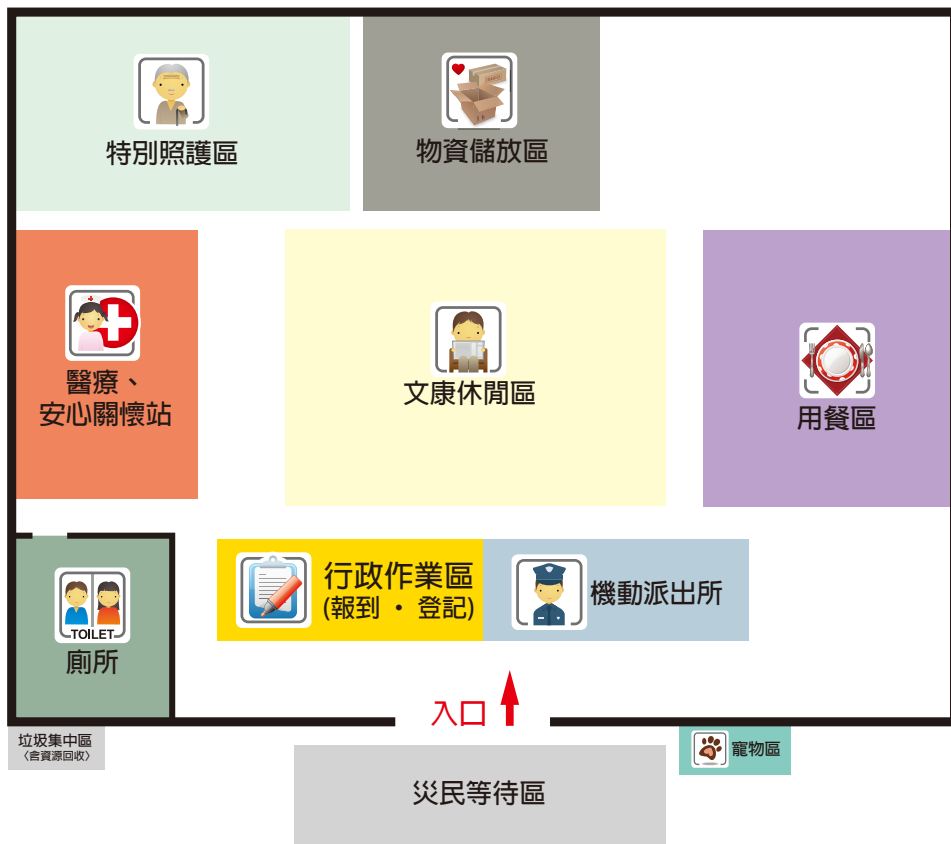 特別照護區
物資儲放區
醫療、
安心關懷站
文康休閒區
用餐區
TOILET
廁所
行政作業區
(報到 · 登記)
機動派出所
入口
垃圾集中區
〈含資源回收〉
災民等待區
寵物區